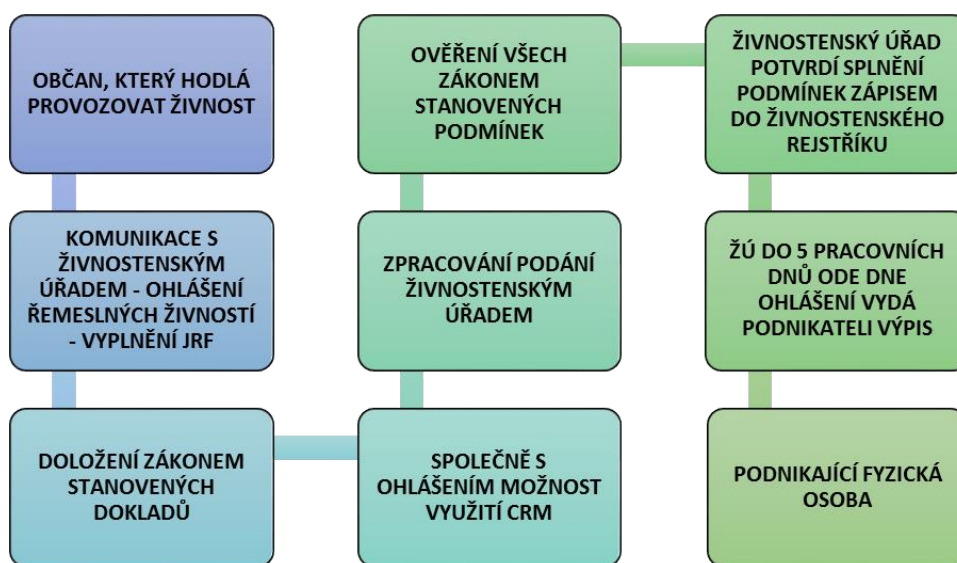 OBČAN, KTERÝ HODLÁ
PROVOZOVAT ŽIVNOST
KOMUNIKACE S
ŽIVNOSTENSKÝM
ÚŘADEM - OHLÁŠENÍ
ŘEMESLNÝCH ŽIVNOSTÍ
- VYPLNĚNÍ JRF
DOLOŽENÍ ZÁKONEM
STANOVENÝCH
DOKLADŮ
SPOLEČNĚ S
OHLÁŠENÍM MOŽNOST
VYUŽITÍ CRM
ZPRACOVÁNÍ PODÁNÍ
ŽIVNOSTENSKÝM
ÚŘADEM
OVĚŘENÍ VŠECH
ZÁKONEM
STANOVENÝCH
PODMÍNEK
ŽIVNOSTENSKÝ ÚŘAD
POTVRDÍ SPLNĚNÍ
PODMÍNEK ZÁPISEM
DO ŽIVNOSTENSKÉHO
REJSTŘÍKU
ŽÚ DO 5 PRACOVNÍCH
DNŮ ODE DNE
OHLÁŠENÍ VYDÁ
PODNIKATELI VÝPIS
PODNIKAJÍCÍ FYZICKÁ
OSOBA